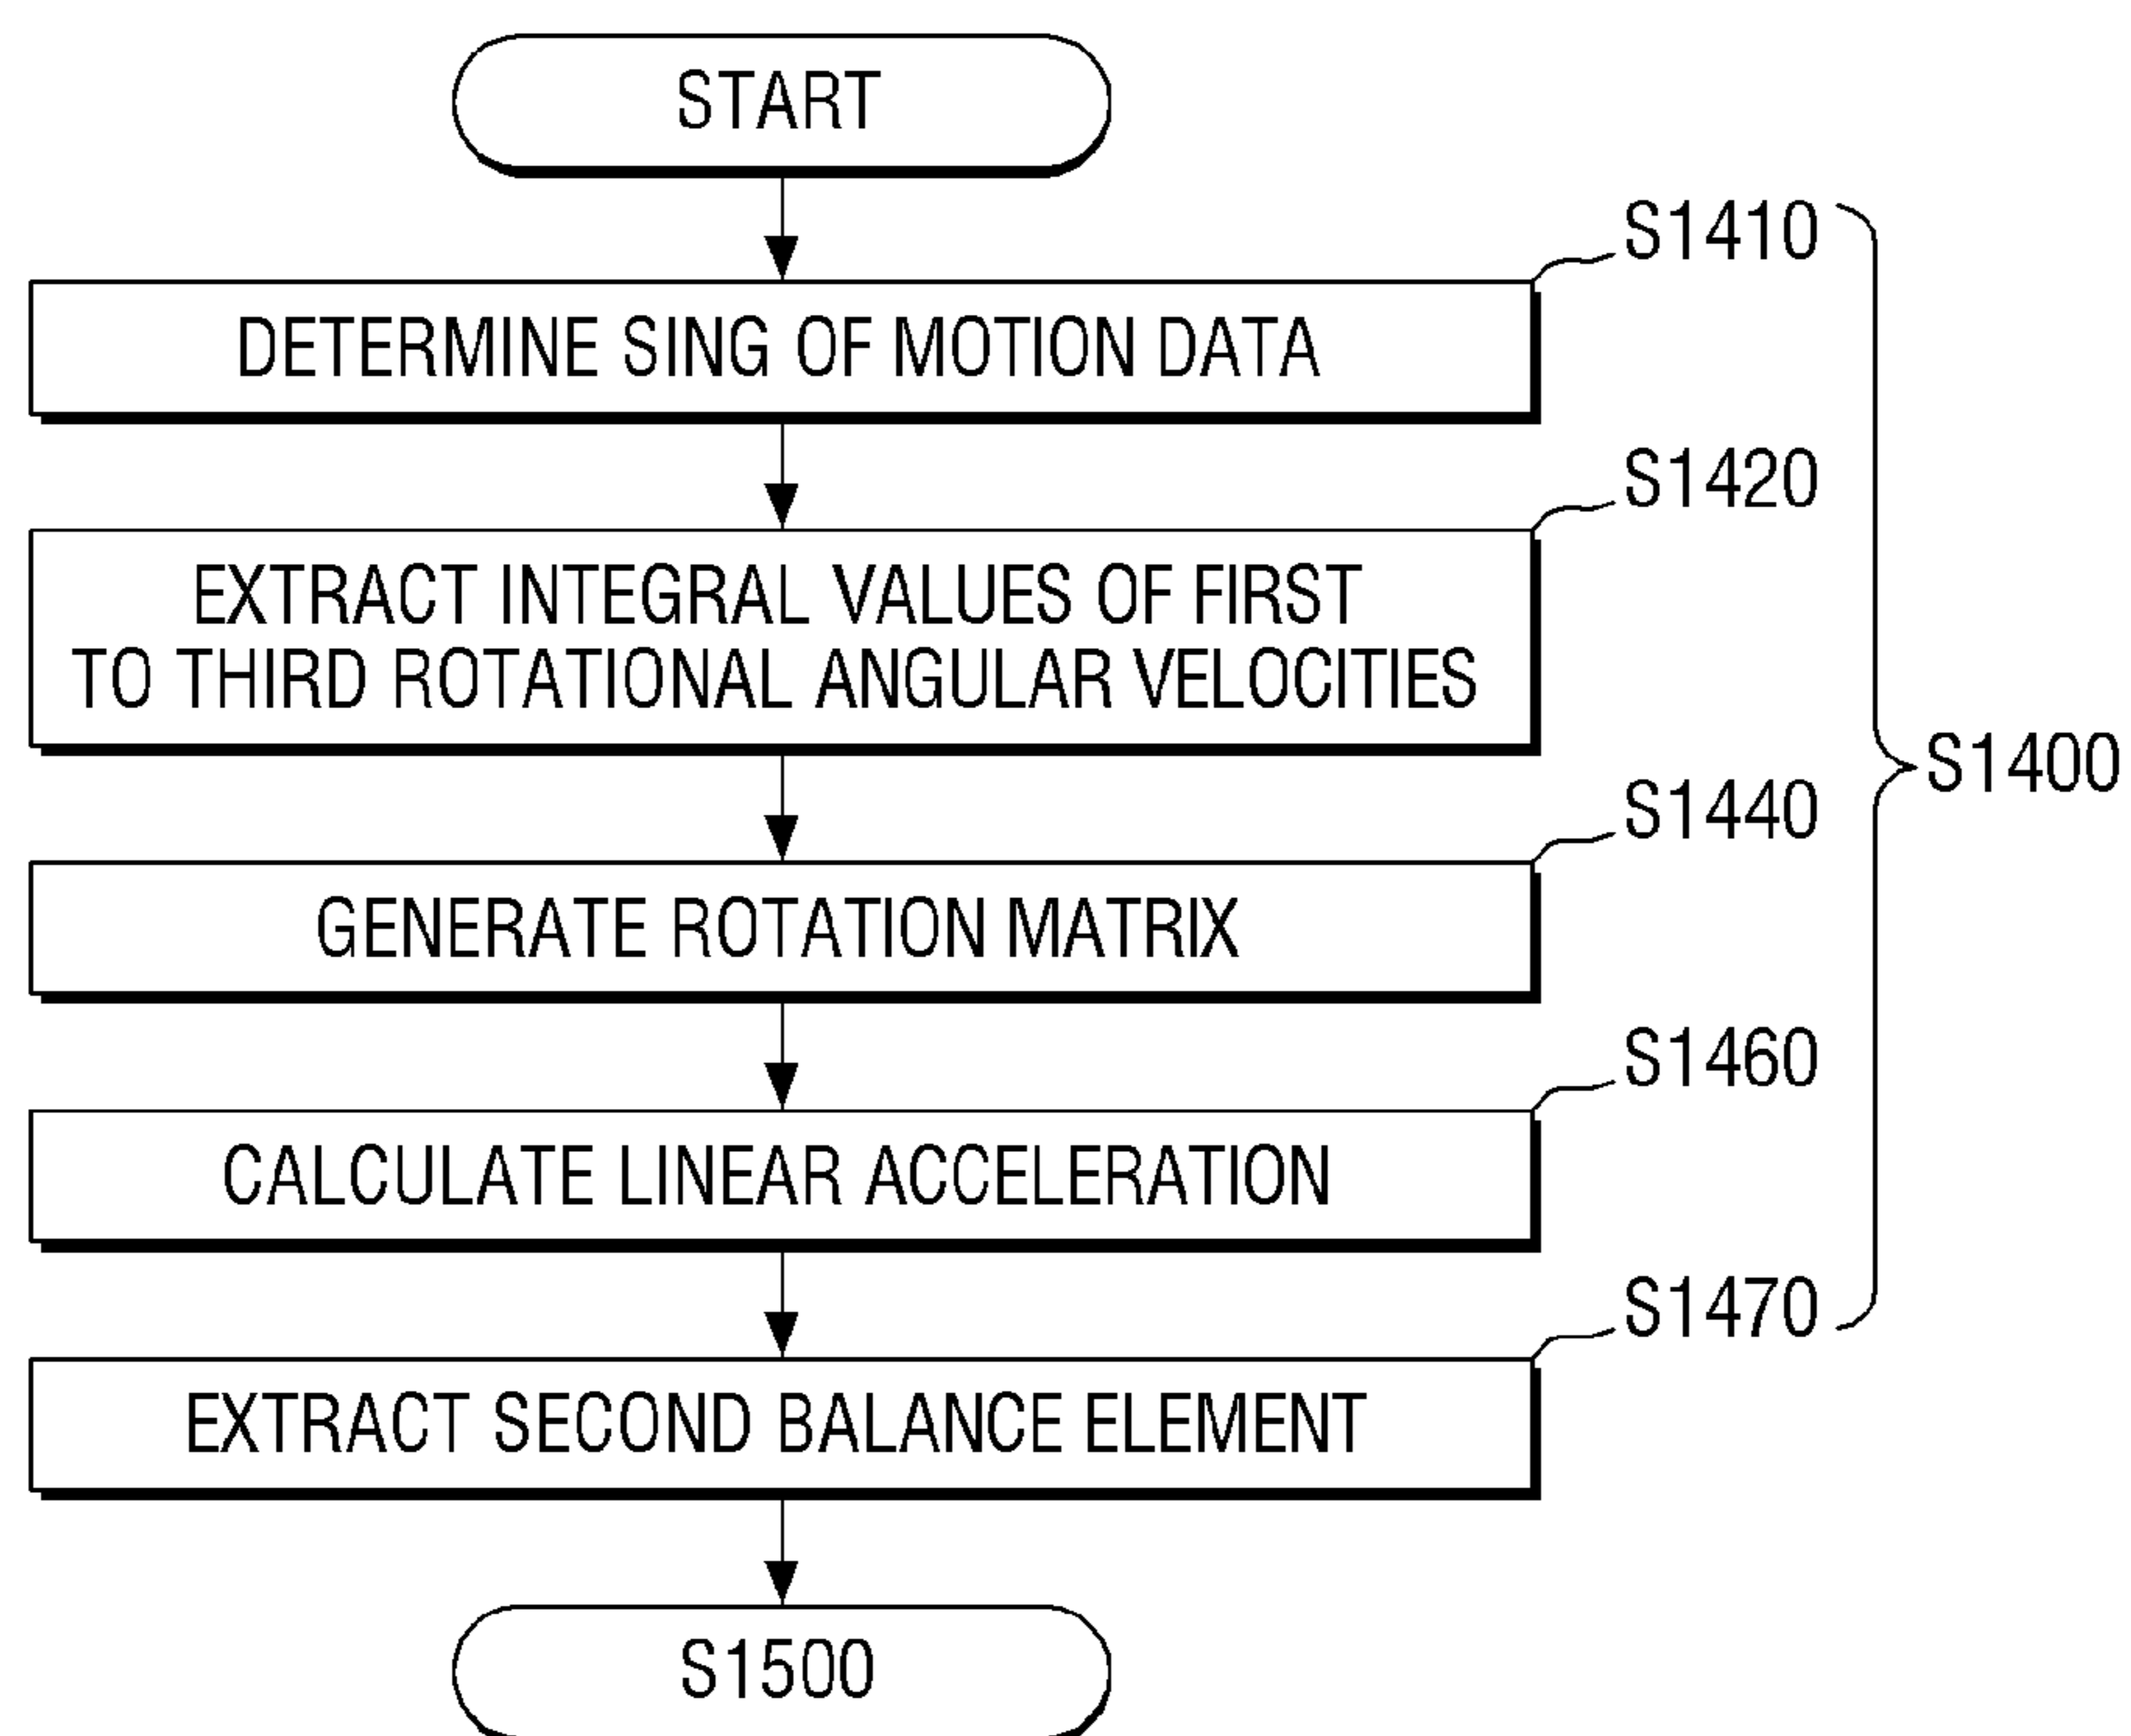 START
S1410
DETERMINE SING OF MOTION DATA
S1420
EXTRACT INTEGRAL VALUES OF FIRST
TO THIRD ROTATIONAL ANGULAR VELOCITIES
S1400
S1440
GENERATE ROTATION MATRIX
S1460
CALCULATE LINEAR ACCELERATION
S1470
EXTRACT SECOND BALANCE ELEMENT
S1500